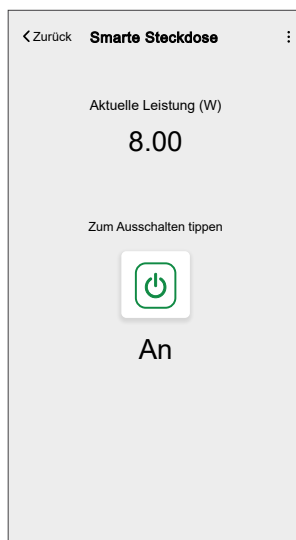 Zurück Smarte Steckdose
Aktuelle Leistung (W)
8.00
Zum Ausschalten tippen
An